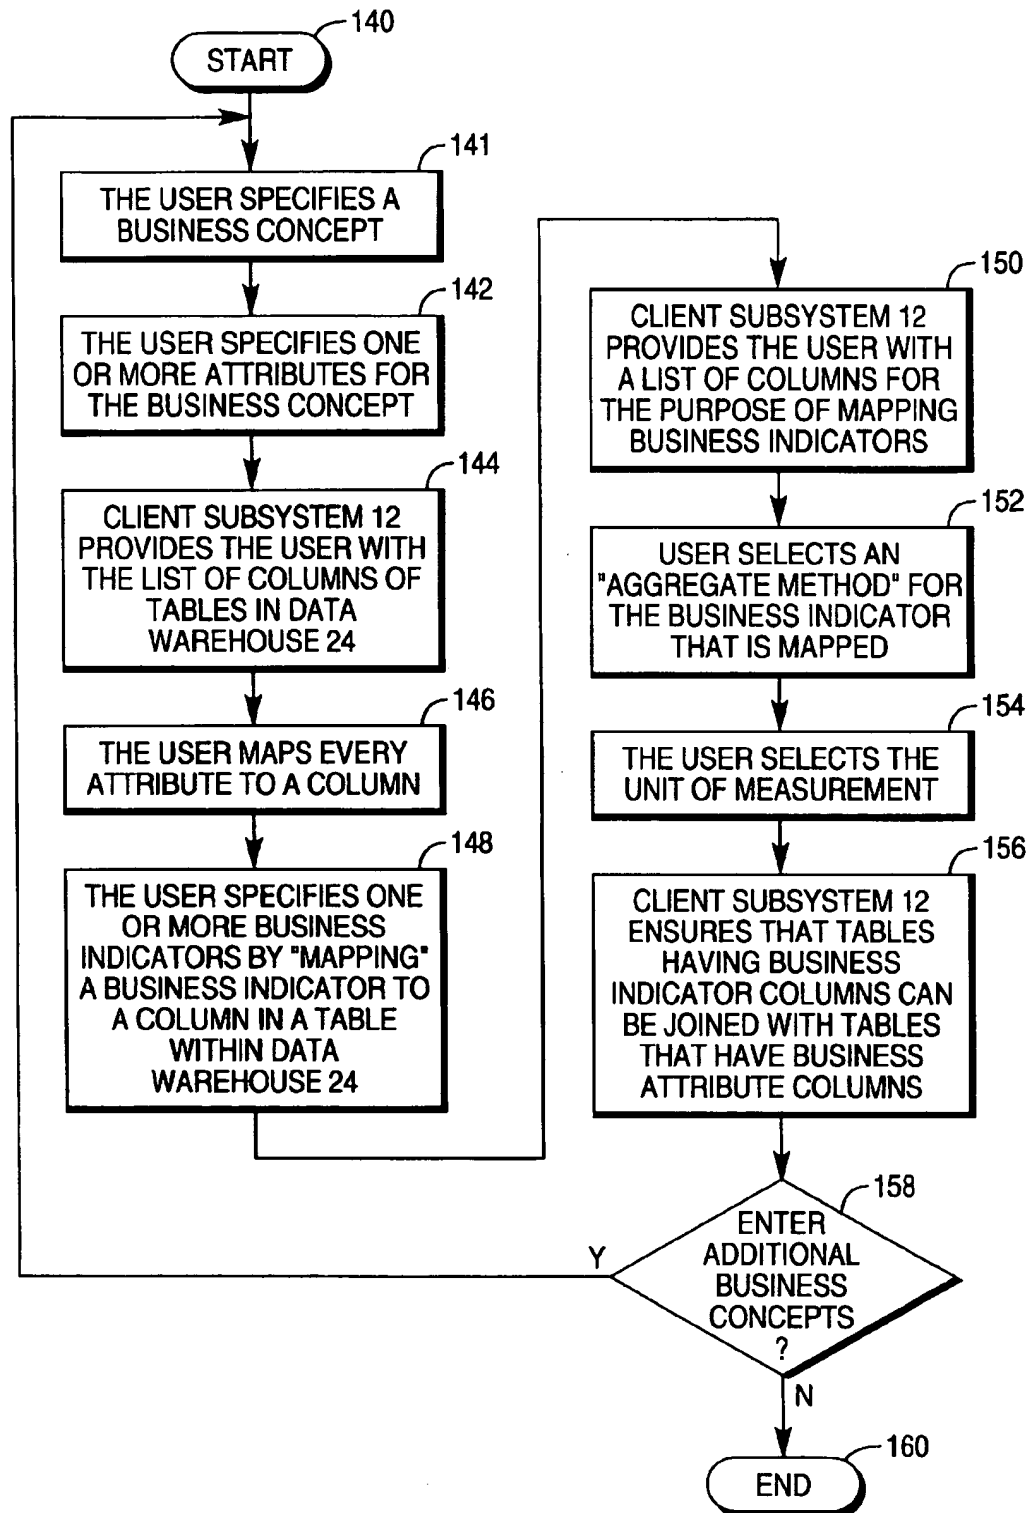 140
START
141
THE USER SPECIFIES A
BUSINESS CONCEPT
142
THE USER SPECIFIES ONE
OR MORE ATTRIBUTES FOR
THE BUSINESS CONCEPT
144
CLIENT SUBSYSTEM 12
PROVIDES THE USER WITH
THE LIST OF COLUMNS OF
TABLES IN DATA
WAREHOUSE 24
146
THE USER MAPS EVERY
ATTRIBUTE TO A COLUMN
148
THE USER SPECIFIES ONE
OR MORE BUSINESS
INDICATORS BY "MAPPING"
A BUSINESS INDICATOR TO
A COLUMN IN A TABLE
WITHIN DATA
WAREHOUSE 24
150
CLIENT SUBSYSTEM 12
PROVIDES THE USER WITH
A LIST OF COLUMNS FOR
THE PURPOSE OF MAPPING
BUSINESS INDICATORS
152
USER SELECTS AN
"AGGREGATE METHOD" FOR
THE BUSINESS INDICATOR
THAT IS MAPPED
154
THE USER SELECTS THE
UNIT OF MEASUREMENT
156
CLIENT SUBSYSTEM 12
ENSURES THAT TABLES
HAVING BUSINESS
INDICATOR COLUMNS CAN
BE JOINED WITH TABLES
THAT HAVE BUSINESS
ATTRIBUTE COLUMNS
158
ENTER
ADDITIONAL
BUSINESS
CONCEPTS
?
Y
N
160
END